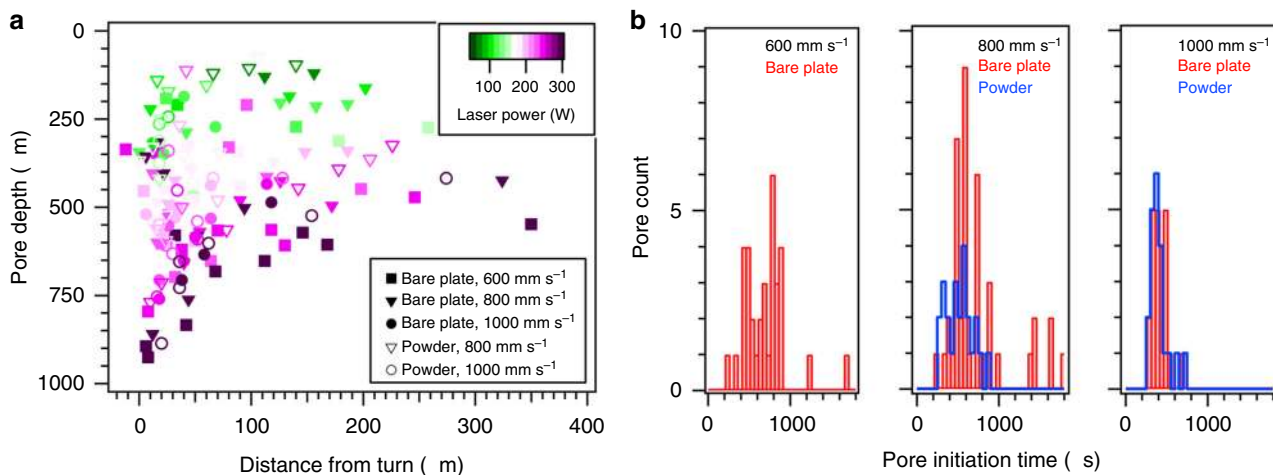 a
0
250
500
750
1000
Pore depth ( m)
0 100 200 300 400
Distance from turn ( m)
100 300
Laser power (W)
Bare plate, 600 mm s⁻¹
Bare plate, 800 mm s⁻¹
Bare plate, 1000 mm s⁻¹
Powder, 800 mm s⁻¹
Powder, 1000 mm s⁻¹
b
10
5
0
Pore count
600 mm s⁻¹
Bare plate
0 1000
800 mm s⁻¹
Bare plate
Powder
0 1000
1000 mm s⁻¹
Bare plate
Powder
0 1000
Pore initiation time ( s)